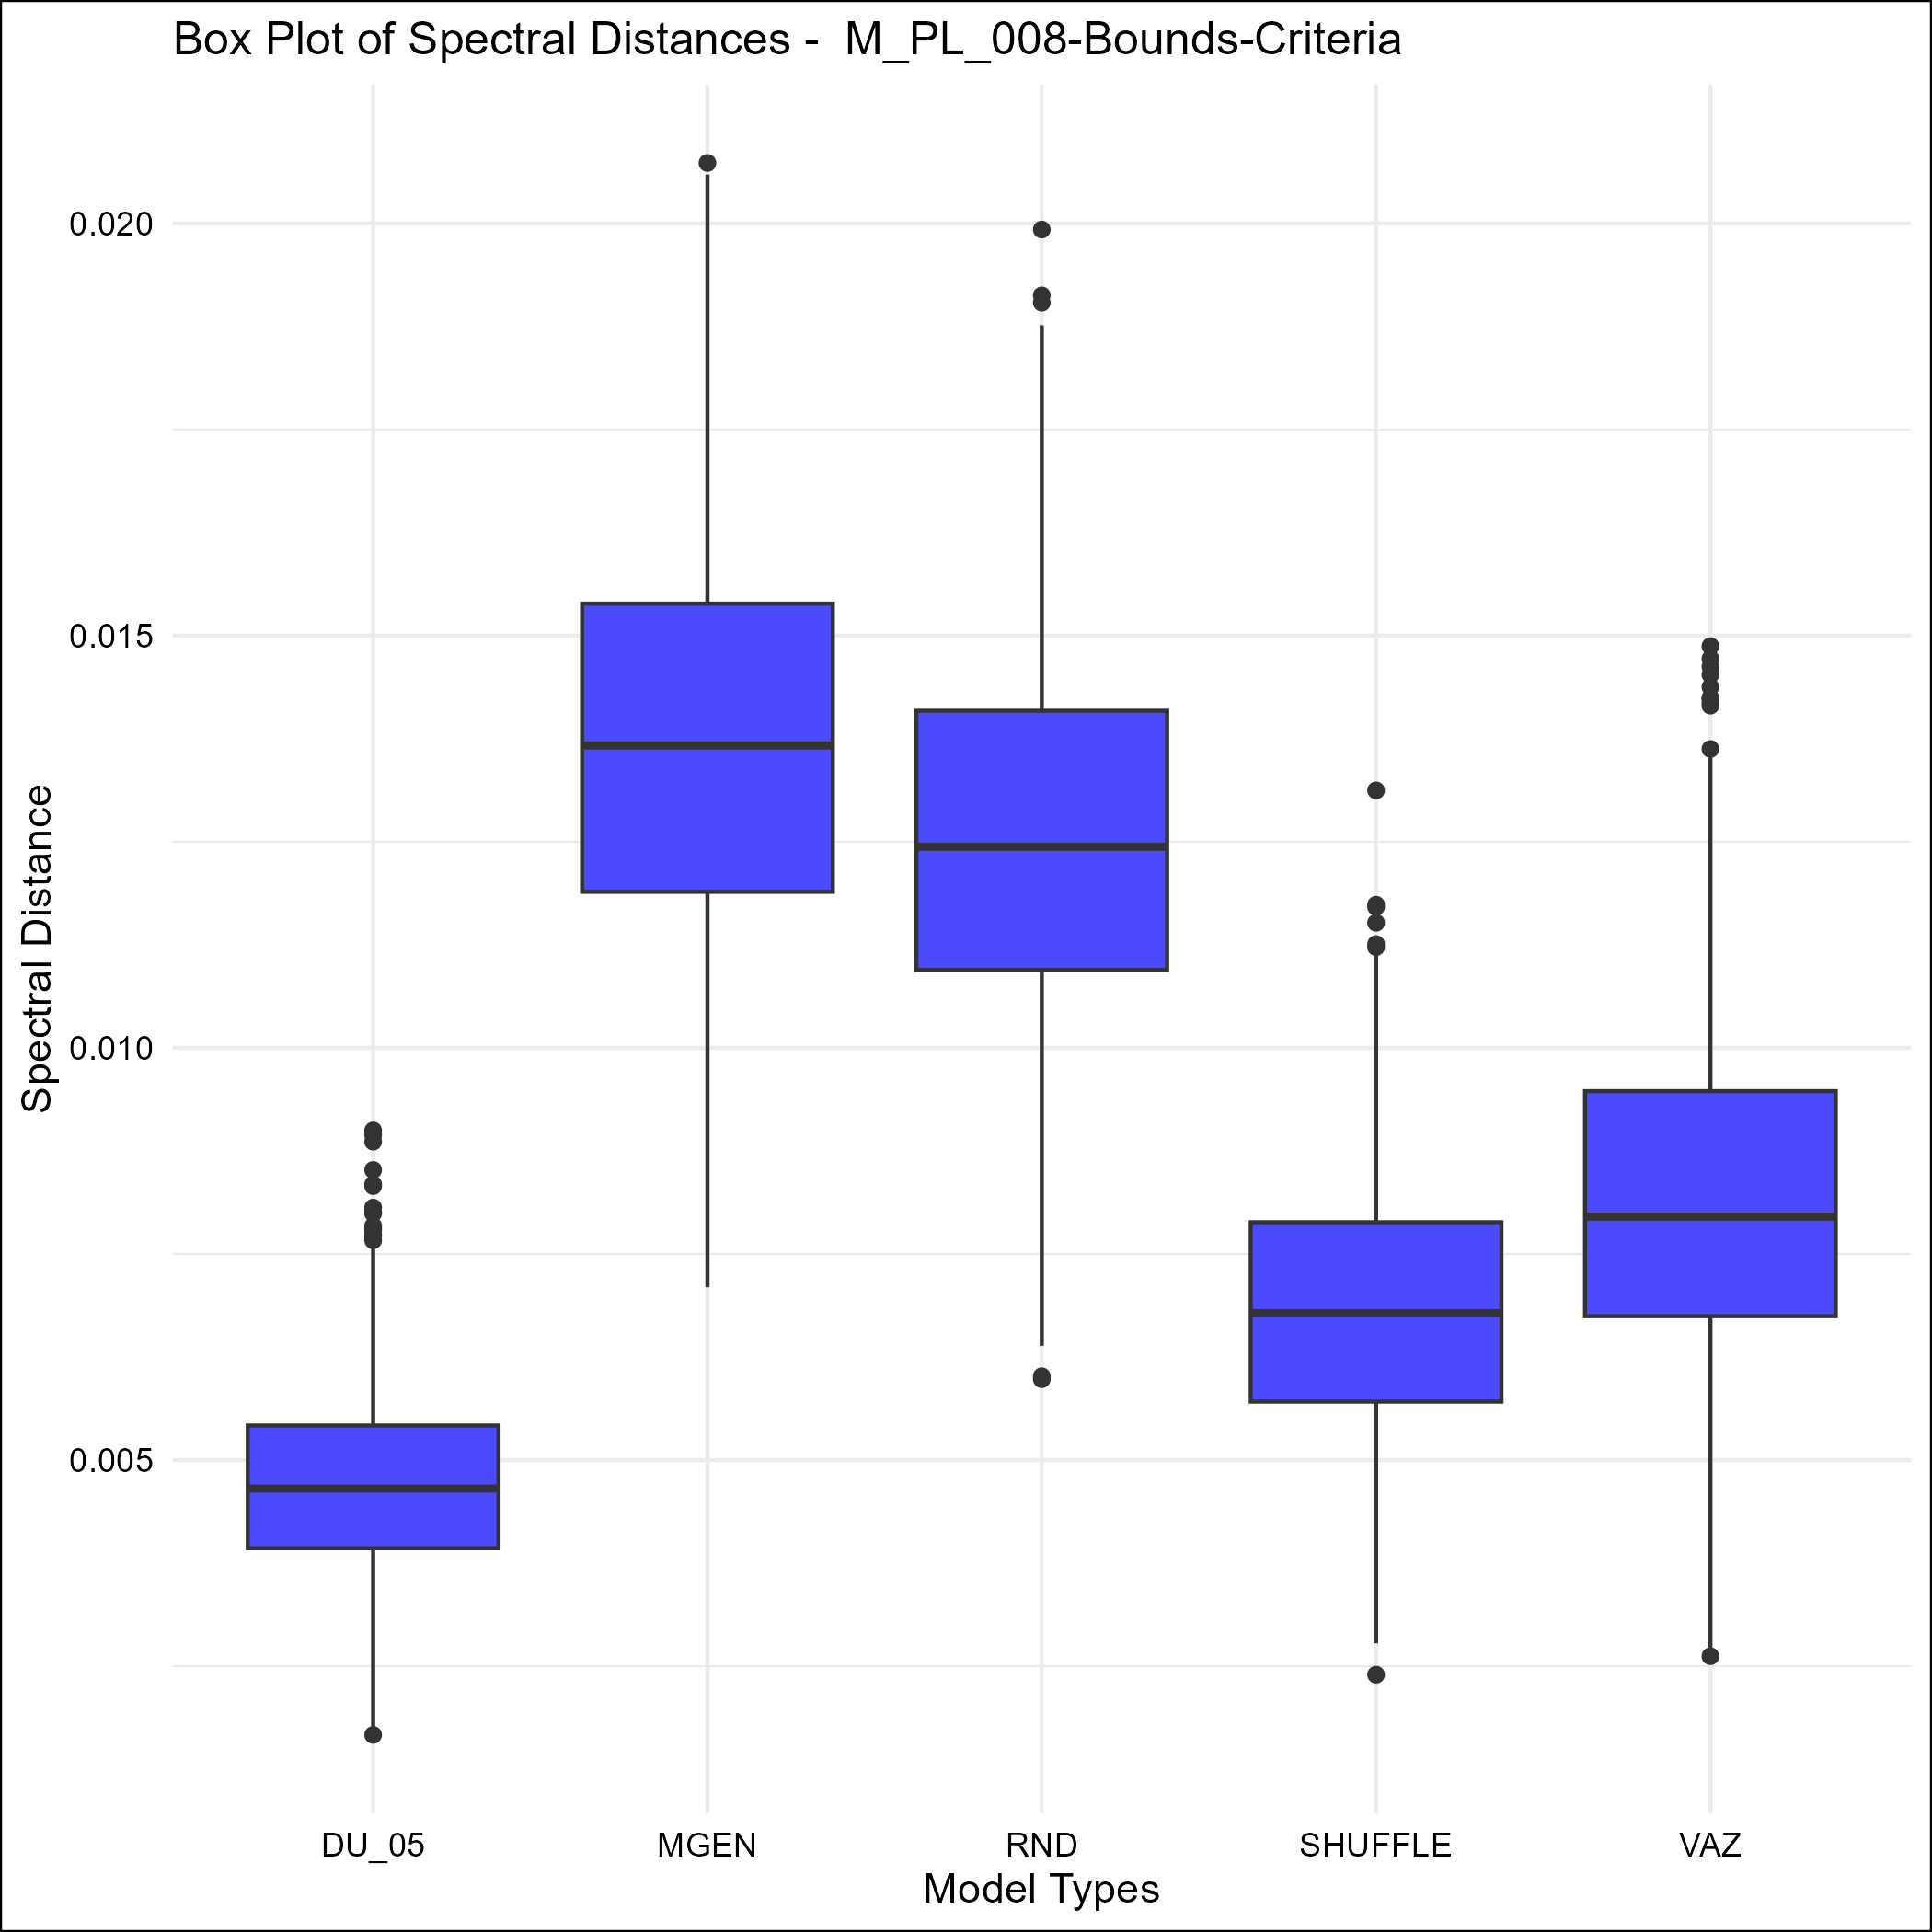 Box Plot of Spectral Distances -  M_PL_008-Bounds-Criteria
Spectral Distance
0.020
0.015
0.010
0.005
DU_05
MGEN
RND
SHUFFLE
VAZ
Model Types